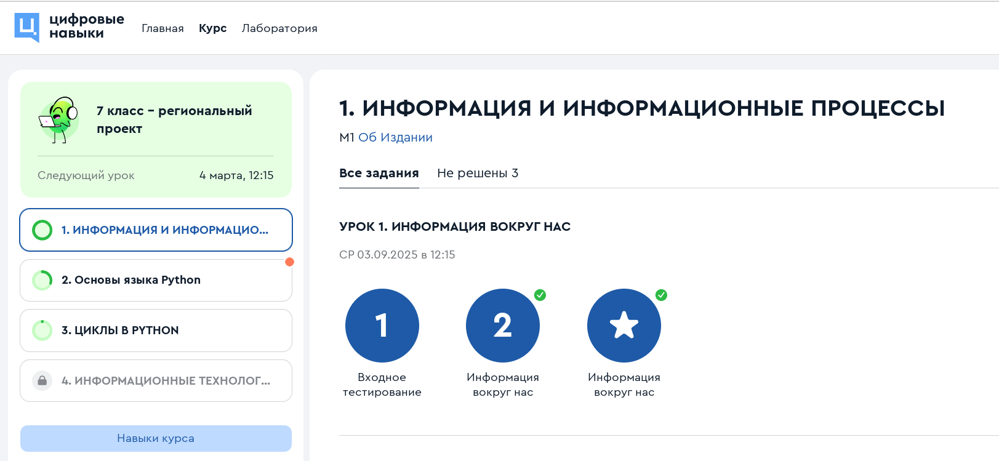 цифровые
навыки
Главная
Курс
Лаборатория
7 класс – региональный
проект
Следующий урок
4 марта, 12:15
1. ИНФОРМАЦИЯ И ИНФОРМАЦИО...
2. Основы языка Python
3. ЦИКЛЫ В PYTHON
4. ИНФОРМАЦИОННЫЕ ТЕХНОЛОГ...
Навыки курса
1. ИНФОРМАЦИЯ И ИНФОРМАЦИОННЫЕ ПРОЦЕССЫ
М1 Об Издании
Все задания
Не решены 3
УРОК 1. ИНФОРМАЦИЯ ВОКРУГ НАС
СР 03.09.2025 в 12:15
1
Входное
тестирование
2
Информация
вокруг нас
Информация
вокруг нас